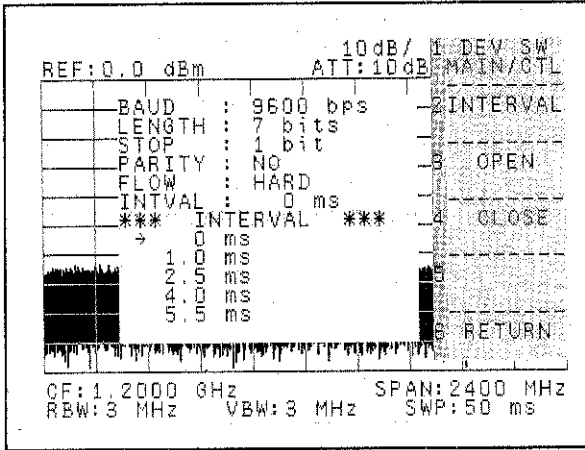 10dB/
REF:0.0 dBm ATT:10dB
BAUD : 9600 bps
LENGTH : 7 bits
STOP : 1 bit
PARITY : NO
FLOW : HARD
INTVAL : 0 ms
*** INTERVAL ***
→ 0 ms
1.0 ms
2.5 ms
4.0 ms
5.5 ms
CF:1.2000 GHz SPAN:2400 MHz
RBW:3 MHz VBW:3 MHz SWP:50 ms
1 DEV SW
MAIN/CTL
2 INTERVAL
3 OPEN
4 CLOSE
5
6 RETURN